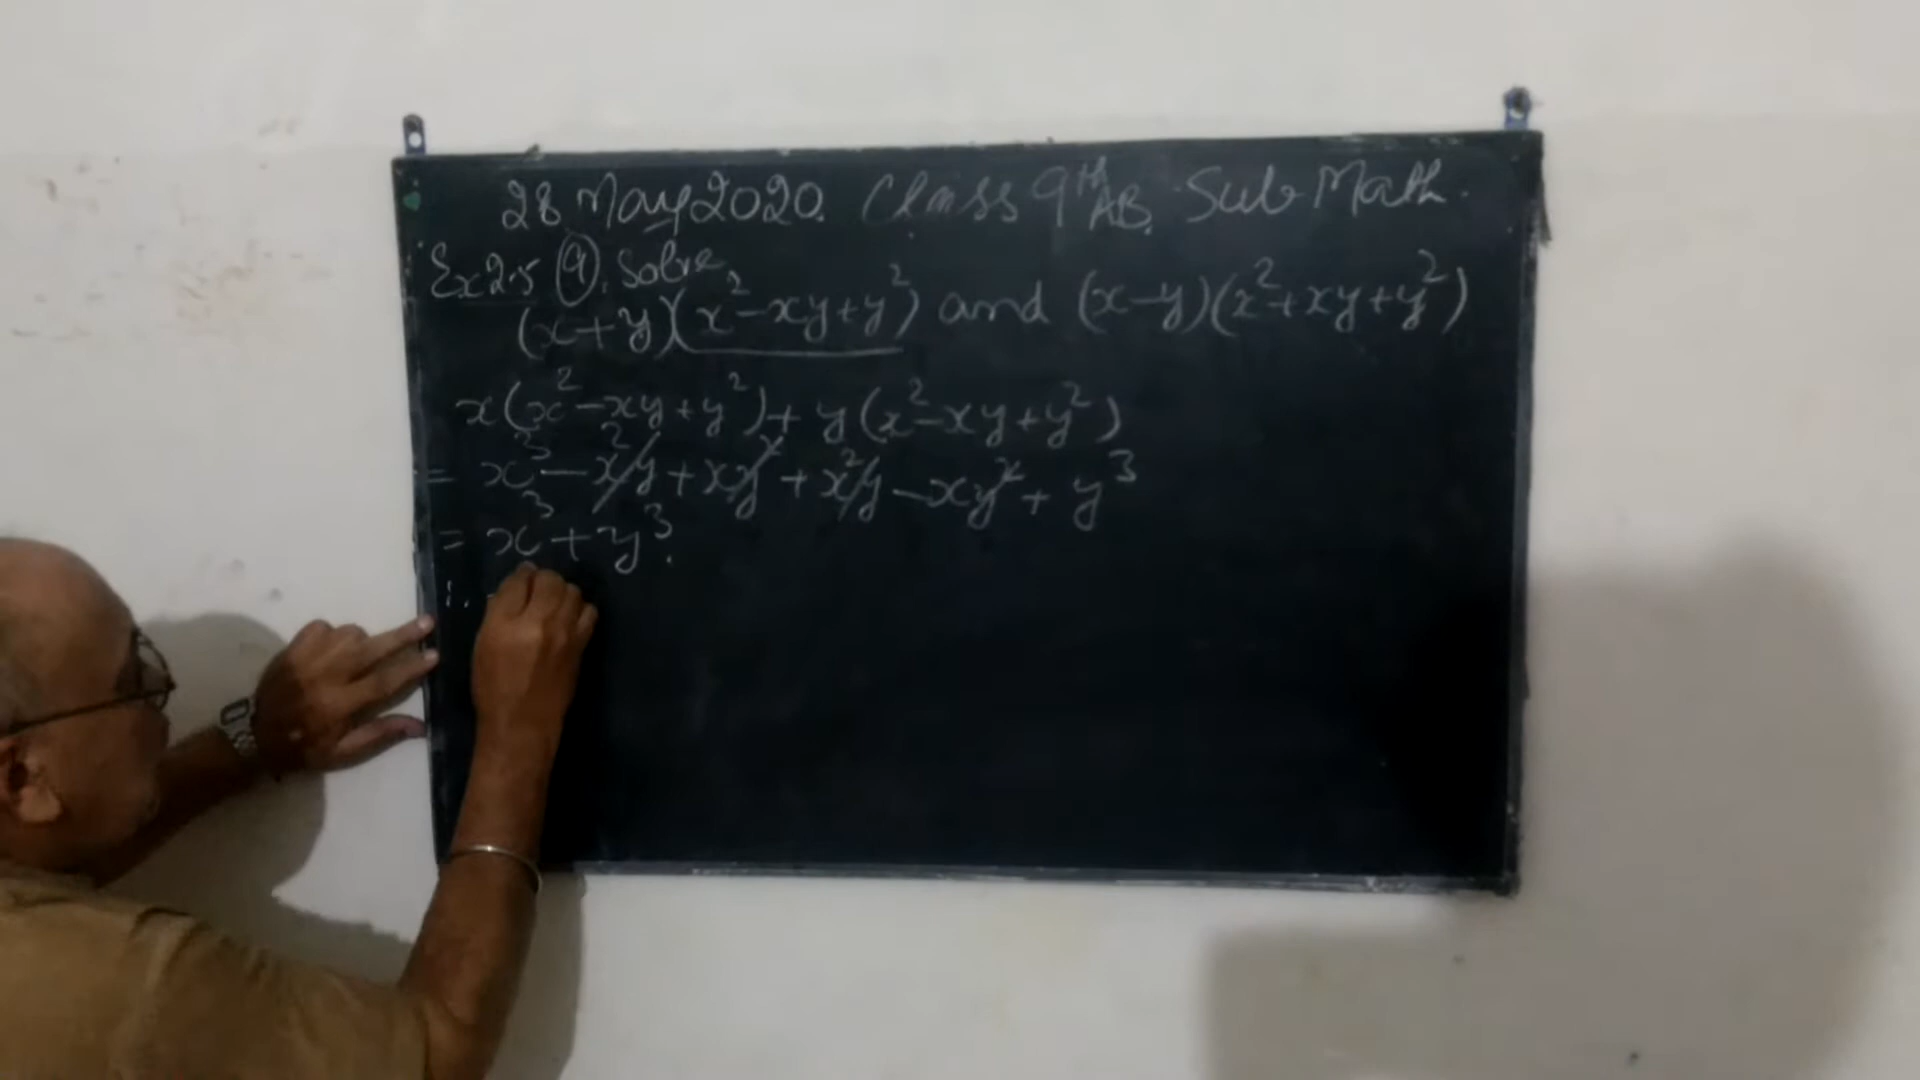 28 May 2020. Class 9th AB. Sub Math.
Ex 2.5 (9). Solve
(x+y)(x²-xy+y²) and (x-y)(x²+xy+y²)
x(x²-xy+y²)+ y(x²-xy+y²)
= x³-x²y+xy²+x²y-xy²+y³
= x³+y³.